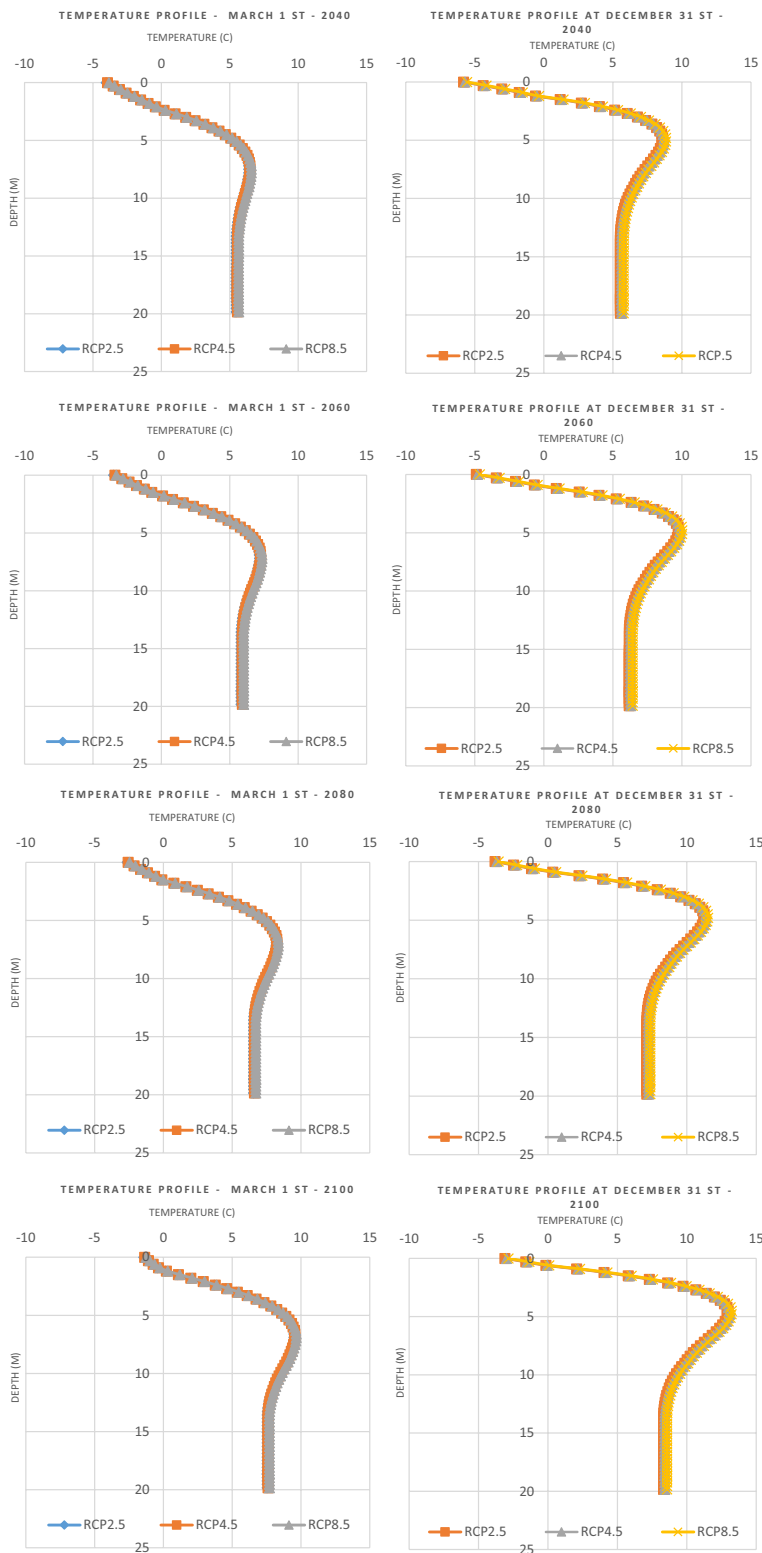 TEMPERATURE PROFILE - MARCH 1 ST - 2040
TEMPERATURE (C)
-10 -5 0 5 10 15
0
5
10
15
20
25
DEPTH (M)
RCP2.5 RCP4.5 RCP8.5
TEMPERATURE PROFILE AT DECEMBER 31 ST -
2040
TEMPERATURE (C)
-10 -5 0 5 10 15
0
5
10
15
20
25
DEPTH (M)
RCP2.5 RCP4.5 RCP.5
TEMPERATURE PROFILE - MARCH 1 ST - 2060
TEMPERATURE (C)
-10 -5 0 5 10 15
0
5
10
15
20
25
DEPTH (M)
RCP2.5 RCP4.5 RCP8.5
TEMPERATURE PROFILE AT DECEMBER 31 ST -
2060
TEMPERATURE (C)
-10 -5 0 5 10 15
0
5
10
15
20
25
DEPTH (M)
RCP2.5 RCP4.5 RCP8.5
TEMPERATURE PROFILE - MARCH 1 ST - 2080
TEMPERATURE (C)
-10 -5 0 5 10 15
0
5
10
15
20
25
DEPTH (M)
RCP2.5 RCP4.5 RCP8.5
TEMPERATURE PROFILE AT DECEMBER 31 ST -
2080
TEMPERATURE (C)
-10 -5 0 5 10 15
0
5
10
15
20
25
DEPTH (M)
RCP2.5 RCP4.5 RCP8.5
TEMPERATURE PROFILE - MARCH 1 ST - 2100
TEMPERATURE (C)
-10 -5 0 5 10 15
0
5
10
15
20
25
DEPTH (M)
RCP2.5 RCP4.5 RCP8.5
TEMPERATURE PROFILE AT DECEMBER 31 ST -
2100
TEMPERATURE (C)
-10 -5 0 5 10 15
0
5
10
15
20
25
DEPTH (M)
RCP2.5 RCP4.5 RCP8.5